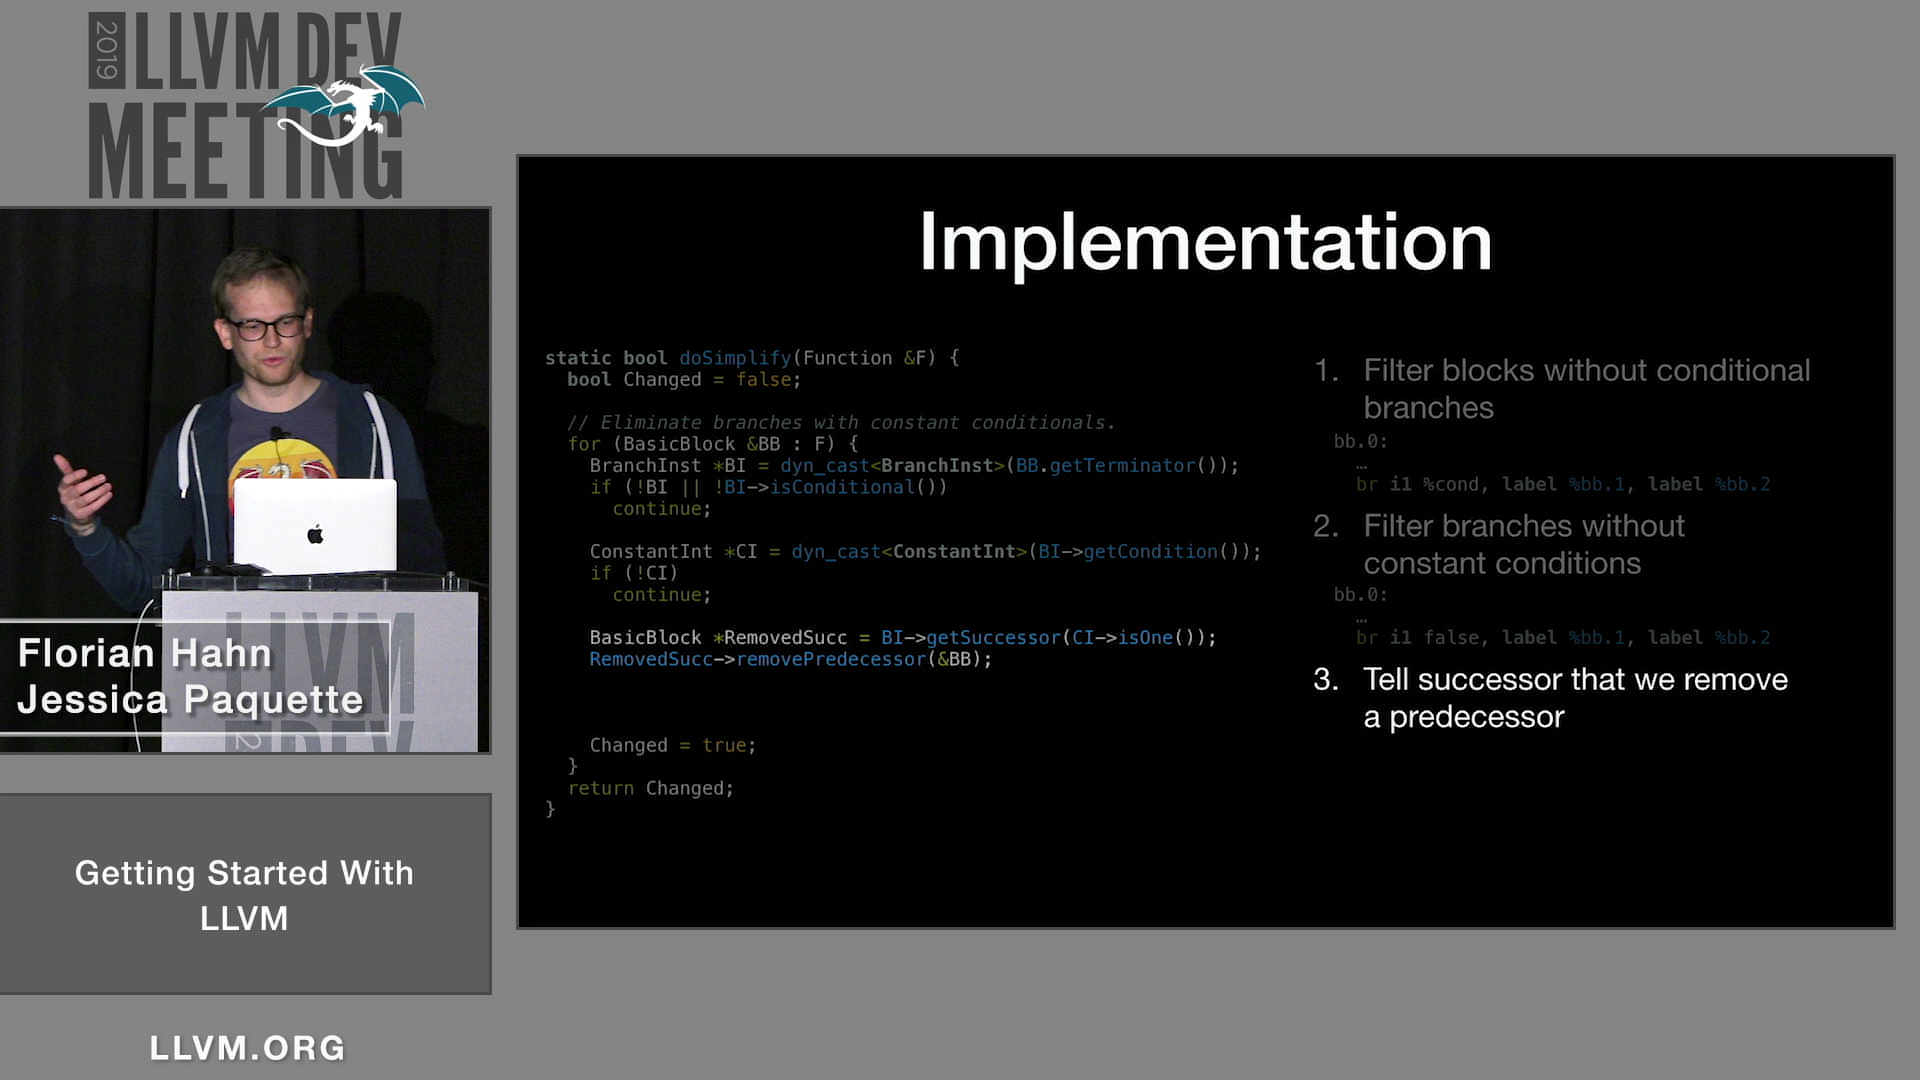 2019
LLVM DEV
MEETING
Implementation
static bool doSimplify(Function &F) {
bool Changed = false;
// Eliminate branches with constant conditionals.
for (BasicBlock &BB : F) {
BranchInst *BI = dyn_cast<BranchInst>(BB.getTerminator());
if (!BI || !BI->isConditional())
continue;
ConstantInt *CI = dyn_cast<ConstantInt>(BI->getCondition());
if (!CI)
continue;
BasicBlock *RemovedSucc = BI->getSuccessor(CI->isOne());
RemovedSucc->removePredecessor(&BB);
Changed = true;
}
return Changed;
}
1. Filter blocks without conditional
branches
bb.0:
…
br i1 %cond, label %bb.1, label %bb.2
2. Filter branches without
constant conditions
bb.0:
…
br i1 false, label %bb.1, label %bb.2
3. Tell successor that we remove
a predecessor
LLVM
Florian Hahn
Jessica Paquette
Getting Started With
LLVM
LLVM.ORG